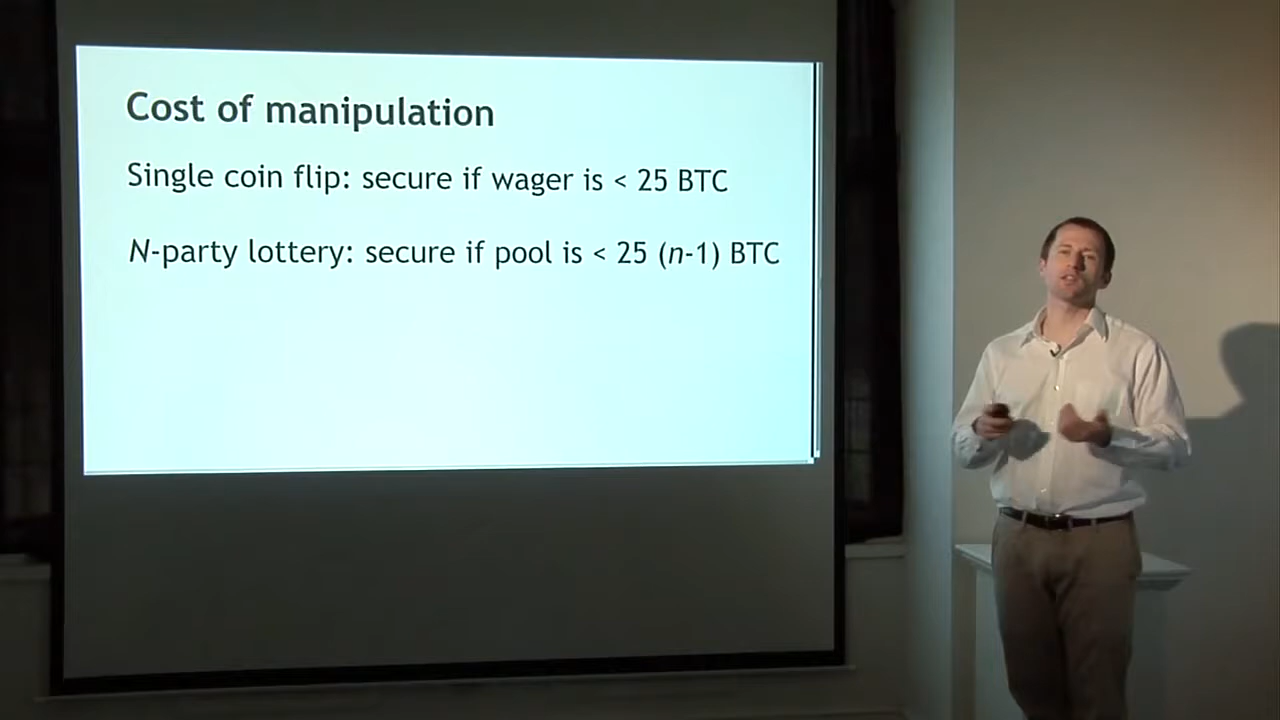 Cost of manipulation
Single coin flip: secure if wager is < 25 BTC
N-party lottery: secure if pool is < 25 (n-1) BTC